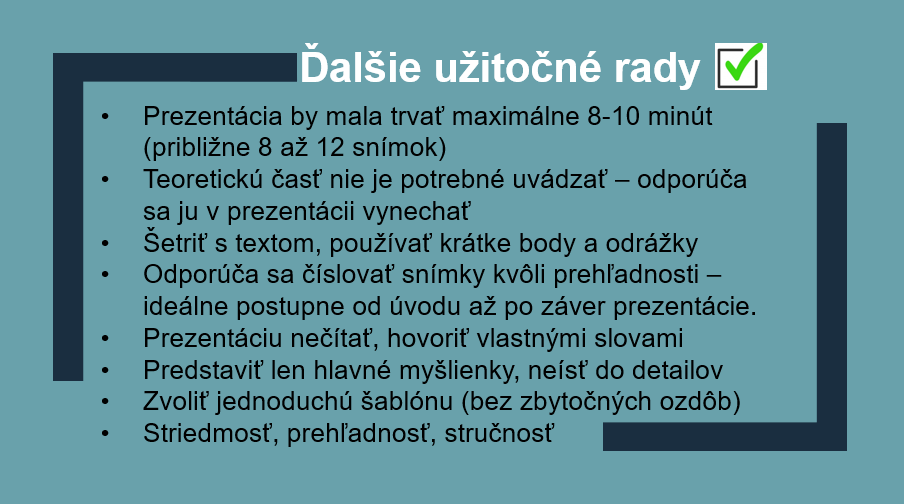 Ďalšie užitočné rady
• Prezentácia by mala trvať maximálne 8-10 minút
(približne 8 až 12 snímok)
• Teoretickú časť nie je potrebné uvádzať – odporúča
sa ju v prezentácii vynechať
• Šetriť s textom, používať krátke body a odrážky
• Odporúča sa číslovať snímky kvôli prehľadnosti –
ideálne postupne od úvodu až po záver prezentácie.
• Prezentáciu nečítať, hovoriť vlastnými slovami
• Predstaviť len hlavné myšlienky, neísť do detailov
• Zvoliť jednoduchú šablónu (bez zbytočných ozdôb)
• Striedmosť, prehľadnosť, stručnosť